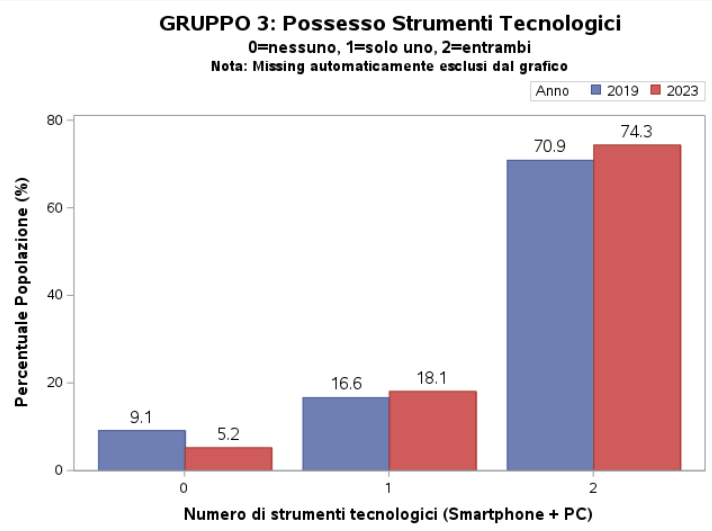 GRUPPO 3: Possesso Strumenti Tecnologici
0=nessuno, 1=solo uno, 2=entrambi
Nota: Missing automaticamente esclusi dal grafico
Anno 2019 2023
80
60
40
20
0
Percentuale Popolazione (%)
9.1
5.2
16.6
18.1
70.9
74.3
0 1 2
Numero di strumenti tecnologici (Smartphone + PC)